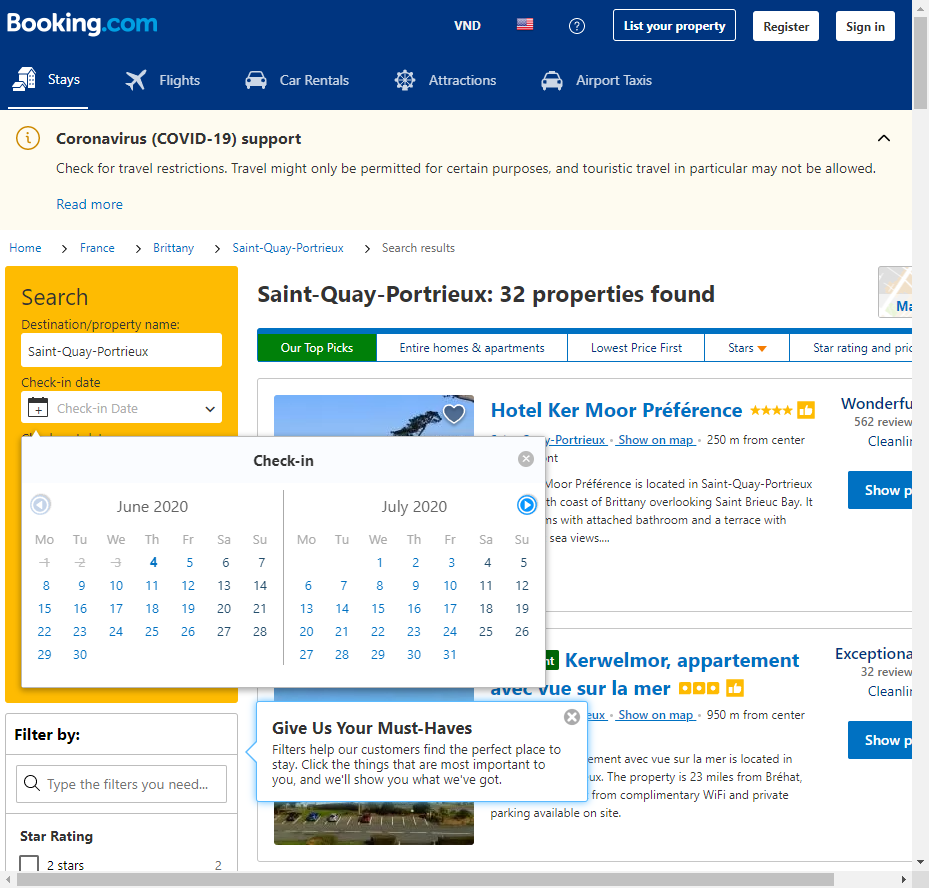 Booking.com
VND
List your property
Register
Sign in
Stays
Flights
Car Rentals
Attractions
Airport Taxis
Coronavirus (COVID-19) support
Check for travel restrictions. Travel might only be permitted for certain purposes, and touristic travel in particular may not be allowed.
Read more
Home > France > Brittany > Saint-Quay-Portrieux > Search results
Search
Destination/property name:
Saint-Quay-Portrieux
Check-in date
Check-in Date
Check-in
June 2020
Mo Tu We Th Fr Sa Su
1 2 3 4 5 6 7
8 9 10 11 12 13 14
15 16 17 18 19 20 21
22 23 24 25 26 27 28
29 30
July 2020
Mo Tu We Th Fr Sa Su
1 2 3 4 5
6 7 8 9 10 11 12
13 14 15 16 17 18 19
20 21 22 23 24 25 26
27 28 29 30 31
Filter by:
Type the filters you need...
Star Rating
2 stars 2
Saint-Quay-Portrieux: 32 properties found
Ma
Our Top Picks
Entire homes & apartments
Lowest Price First
Stars
Star rating and pric
Hotel Ker Moor Préférence
y-Portrieux · Show on map · 250 m from center
nt
Moor Préférence is located in Saint-Quay-Portrieux
th coast of Brittany overlooking Saint Brieuc Bay. It
ms with attached bathroom and a terrace with
sea views....
Wonderfu
562 review
Cleanlin
Show p
nt Kerwelmor, appartement
avec vue sur la mer
eux · Show on map · 950 m from center
ement avec vue sur la mer is located in
ux. The property is 23 miles from Bréhat,
from complimentary WiFi and private
parking available on site.
Exceptiona
32 review
Cleanlin
Show p
Give Us Your Must-Haves
Filters help our customers find the perfect place to
stay. Click the things that are most important to
you, and we'll show you what we've got.